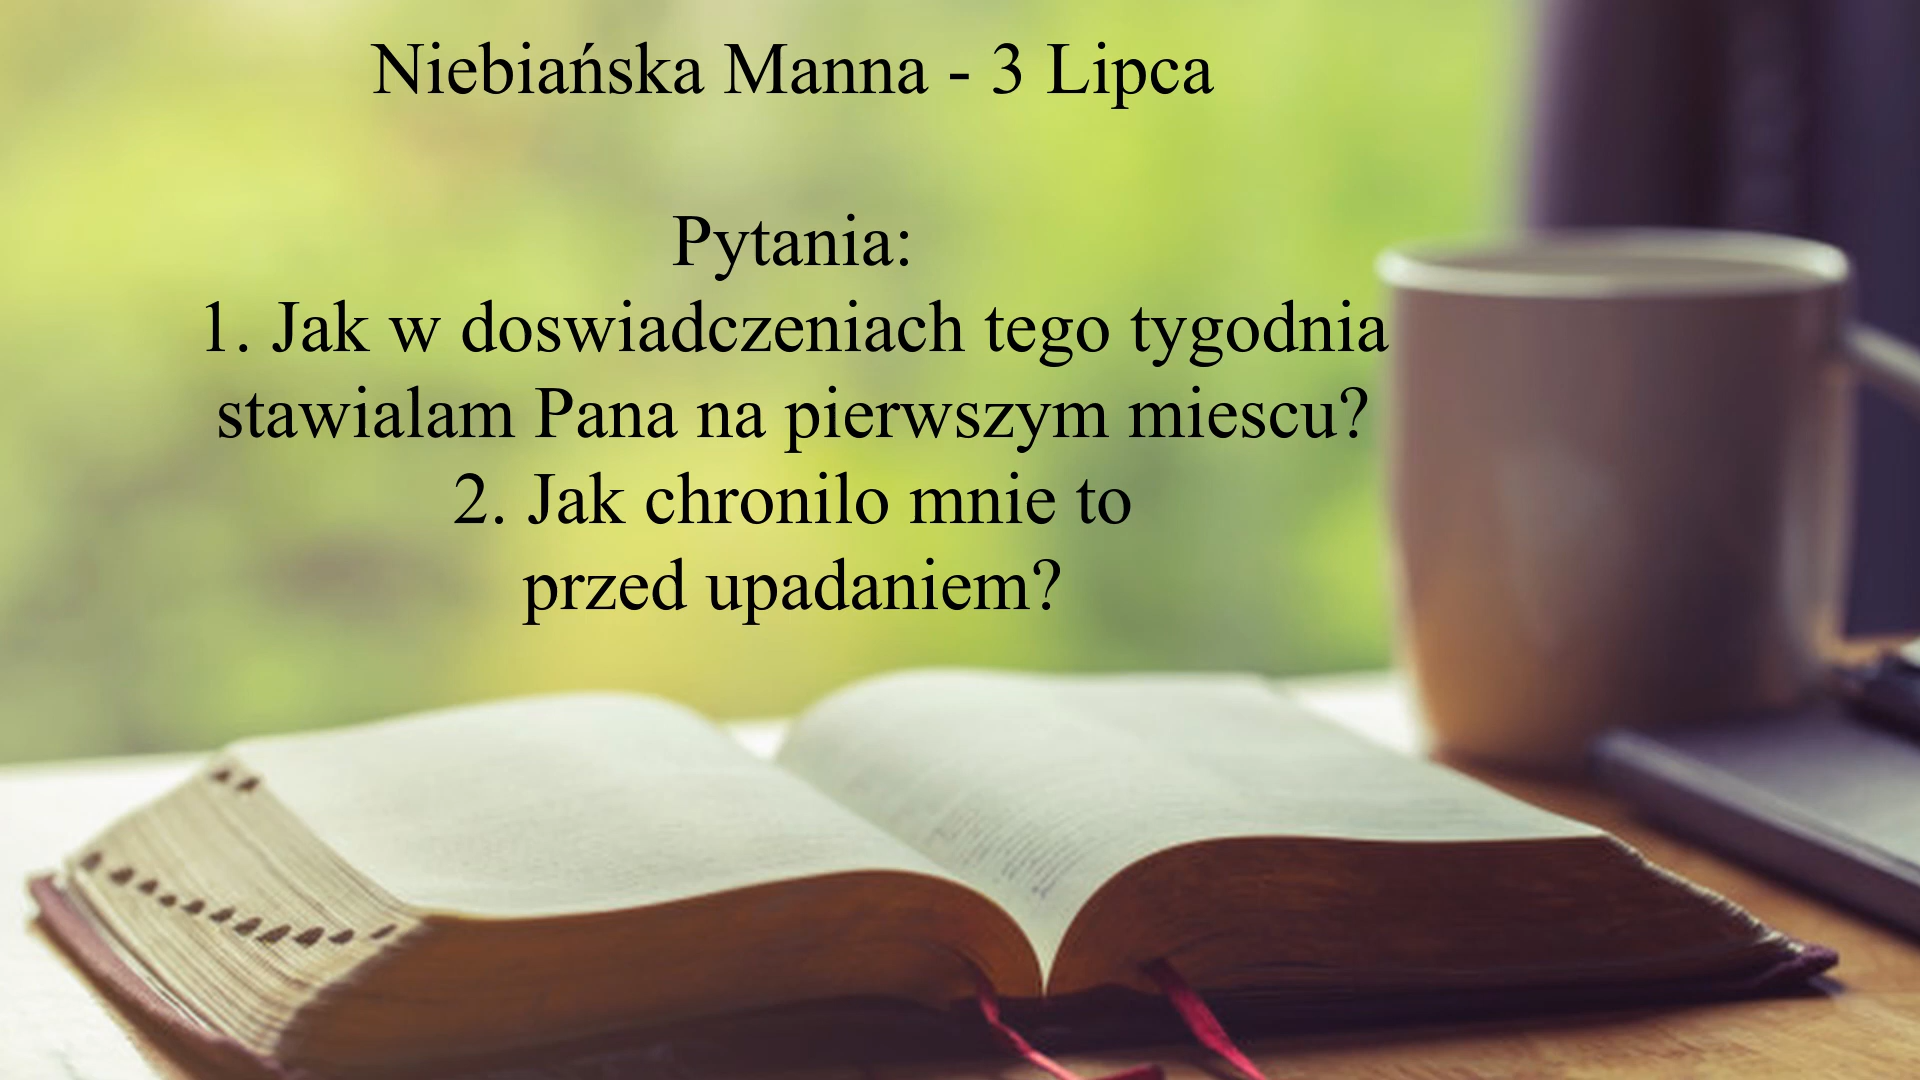 Niebiańska Manna - 3 Lipca
Pytania:
1. Jak w doswiadczeniach tego tygodnia
stawialam Pana na pierwszym miescu?
2. Jak chronilo mnie to
przed upadaniem?